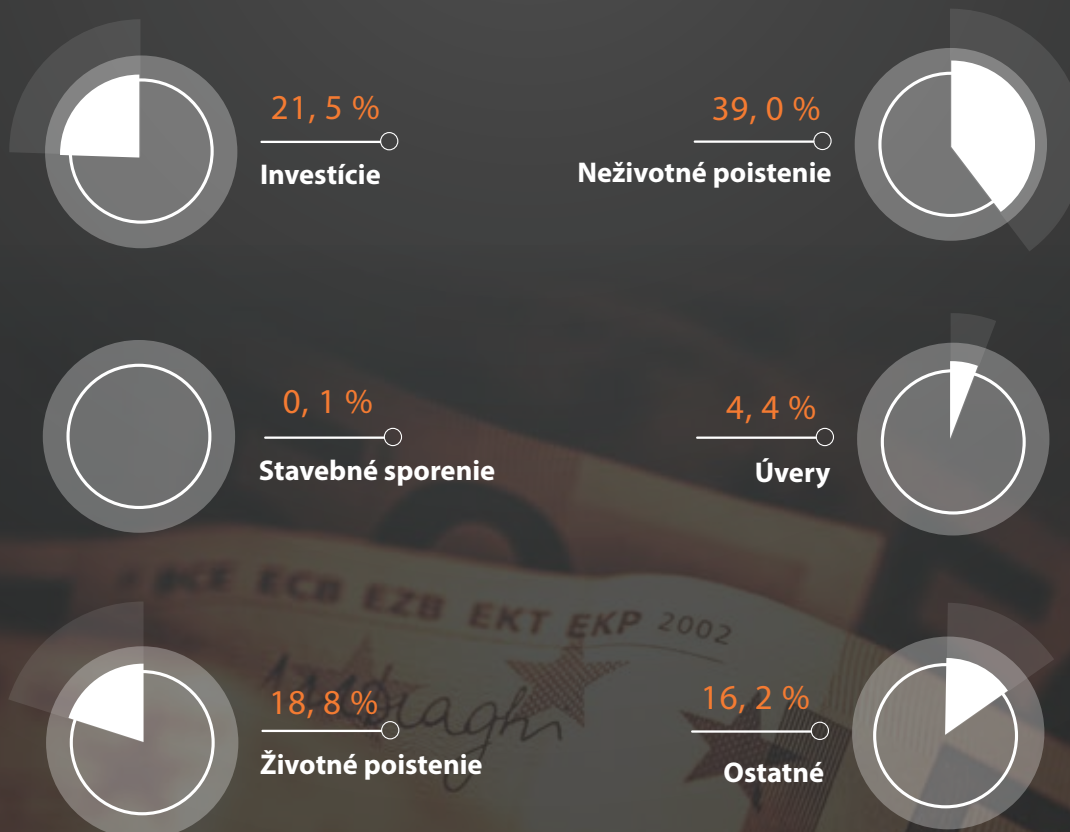 21, 5 %
Investície
39, 0 %
Neživotné poistenie
0, 1 %
Stavebné sporenie
4, 4 %
Úvery
BCE ECB EZB EKT EKP 2002
18, 8 %
Životné poistenie
16, 2 %
Ostatné